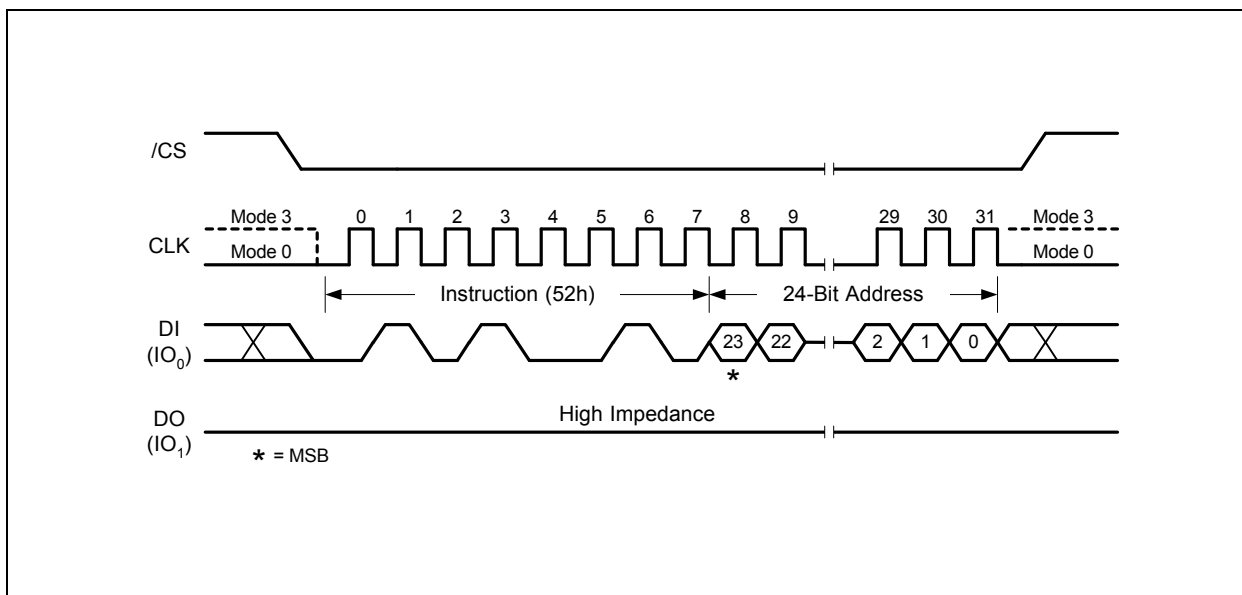 /CS
Mode 3 0 1 2 3 4 5 6 7 8 9 29 30 31 Mode 3
CLK Mode 0 Mode 0
Instruction (52h) 24-Bit Address
DI
(IO0) 23 22 2 1 0
*
High Impedance
DO
(IO1)
* = MSB